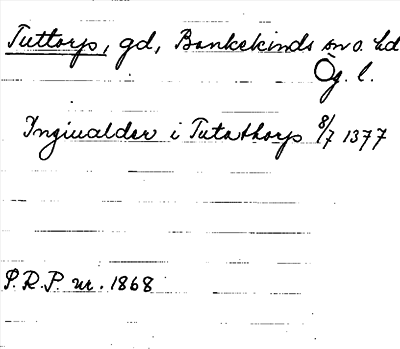 Tuttorp, gd, Bankekinds sn o. hd
Ög. l.
Ingiualder i Tutathorp 8/7 1377
P.R.P. nr. 1868